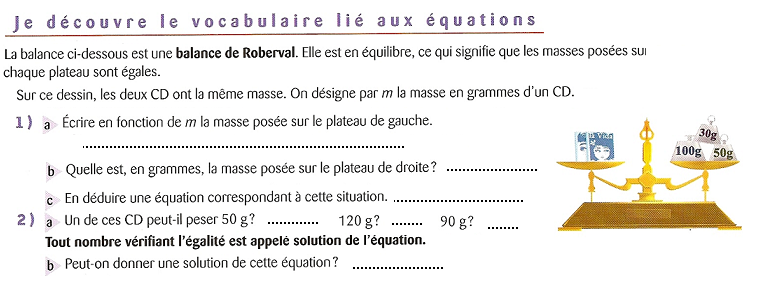 Je découvre le vocabulaire lié aux équations
La balance ci-dessous est une balance de Roberval. Elle est en équilibre, ce qui signifie que les masses posées sur
chaque plateau sont égales.
Sur ce dessin, les deux CD ont la même masse. On désigne par m la masse en grammes d'un CD.
1) a Écrire en fonction de m la masse posée sur le plateau de gauche.
b Quelle est, en grammes, la masse posée sur le plateau de droite ?
c En déduire une équation correspondant à cette situation.
2) a Un de ces CD peut-il peser 50 g ? 120 g ? 90 g ?
Tout nombre vérifiant l'égalité est appelé solution de l'équation.
b Peut-on donner une solution de cette équation ?
30g
100g 50g